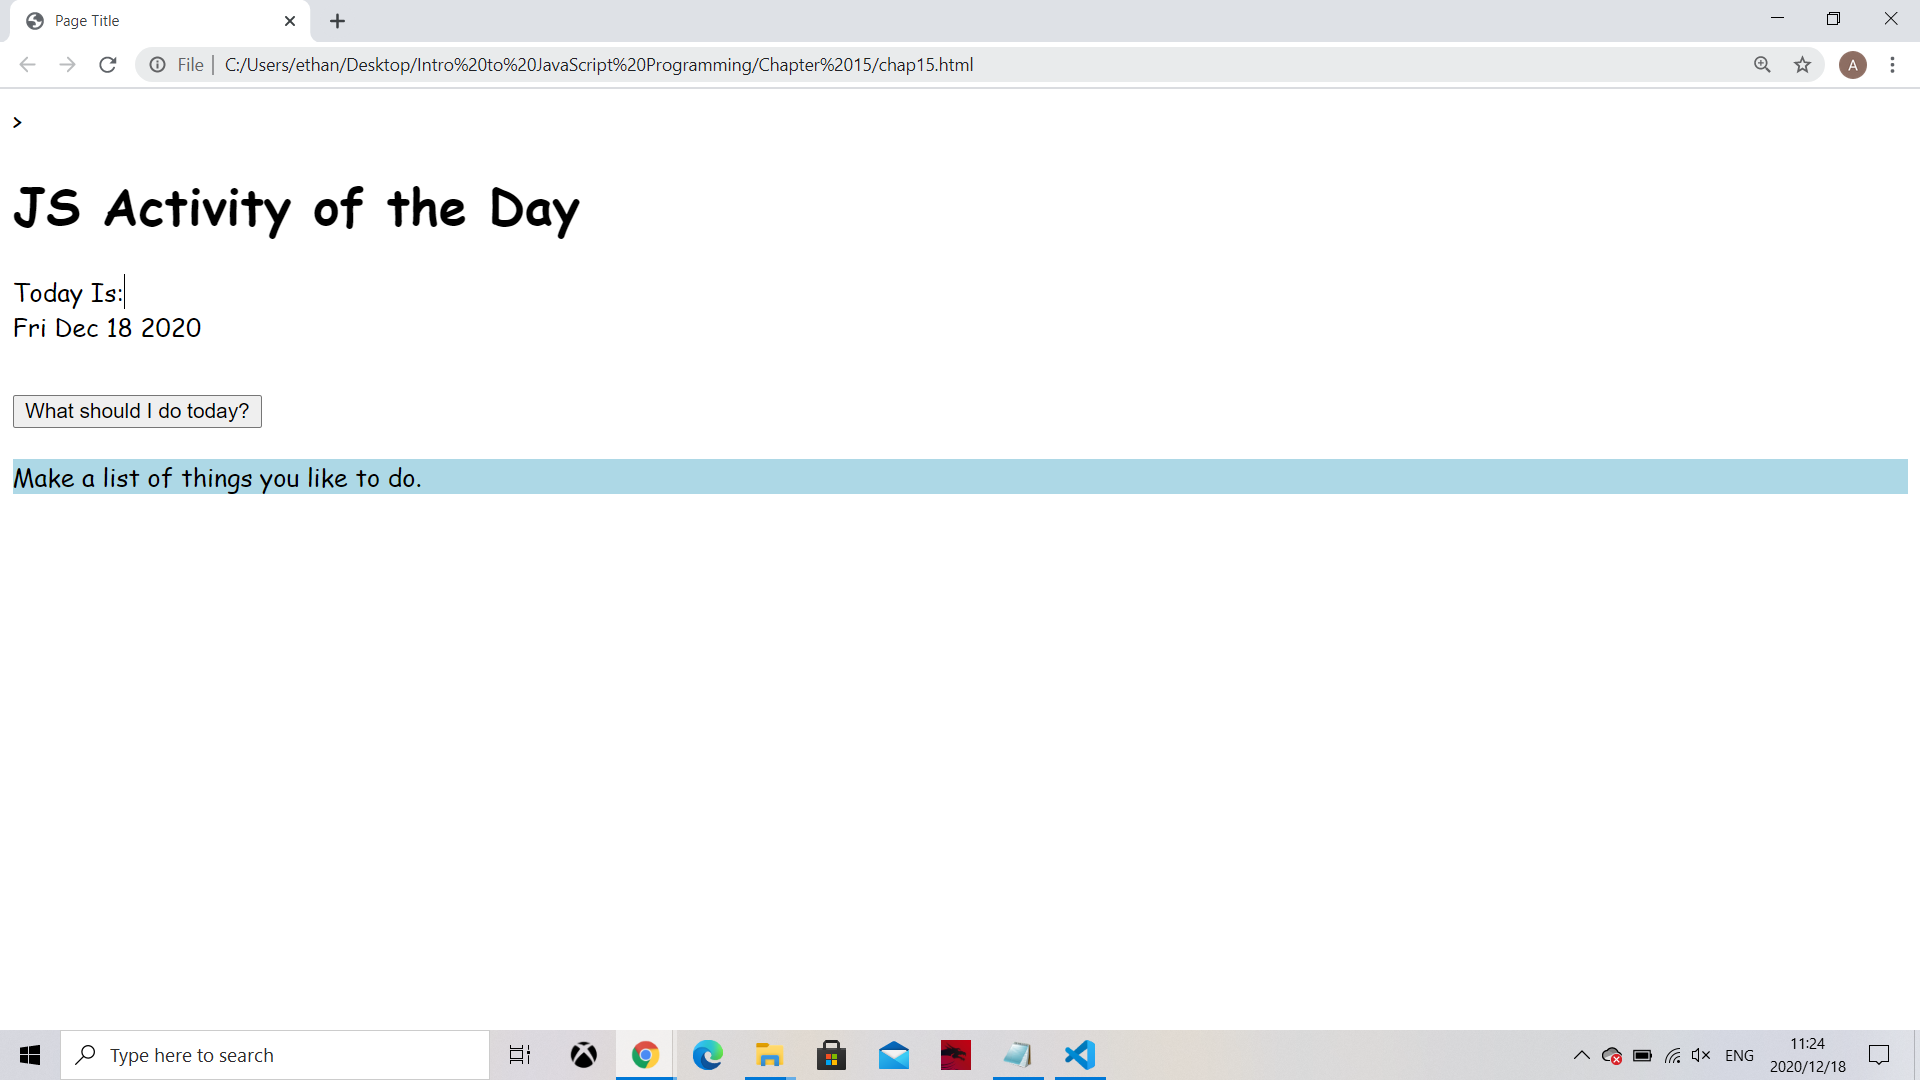 Page Title
File | C:/Users/ethan/Desktop/Intro%20to%20JavaScript%20Programming/Chapter%2015/chap15.html
A
>
JS Activity of the Day
Today Is:
Fri Dec 18 2020
What should I do today?
Make a list of things you like to do.
Type here to search
ENG
11:24
2020/12/18